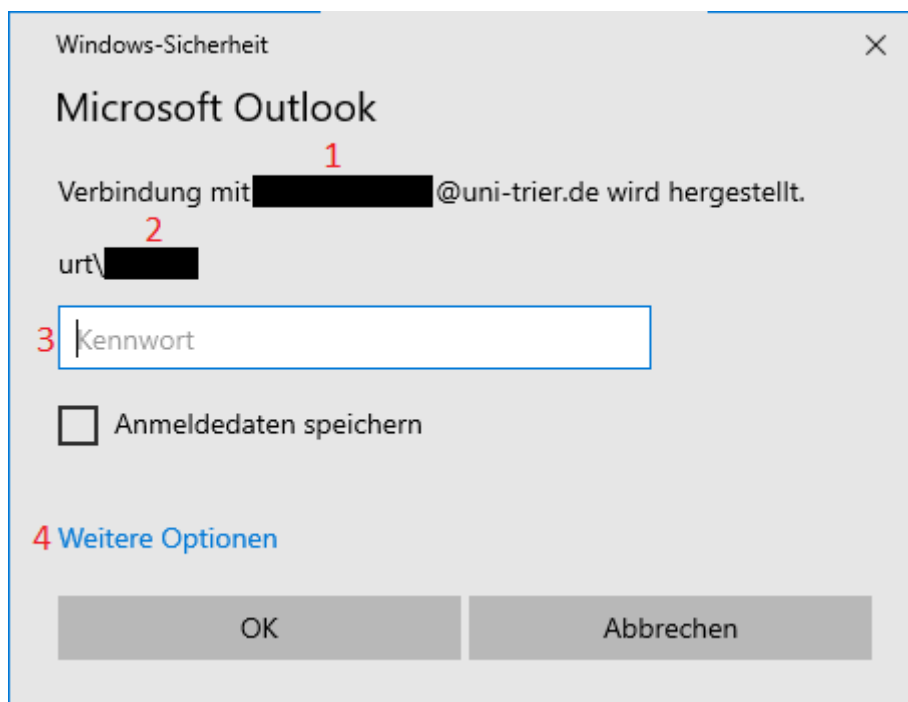 Windows-Sicherheit
Microsoft Outlook
1
Verbindung mit @uni-trier.de wird hergestellt.
2
urt\
3 Kennwort
Anmeldedaten speichern
4 Weitere Optionen
OK Abbrechen